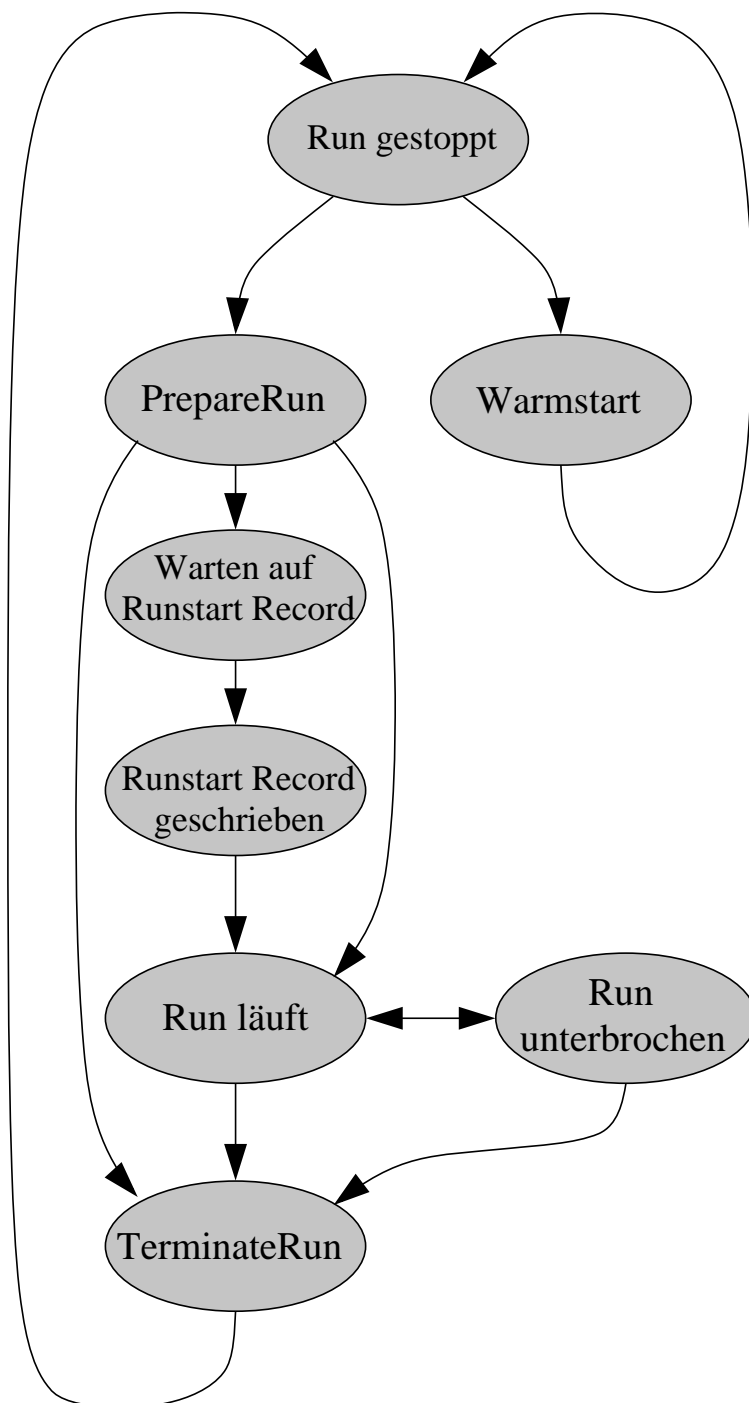 Run gestoppt
PrepareRun
Warmstart
Warten auf
Runstart Record
Runstart Record
geschrieben
Run läuft
Run
unterbrochen
TerminateRun